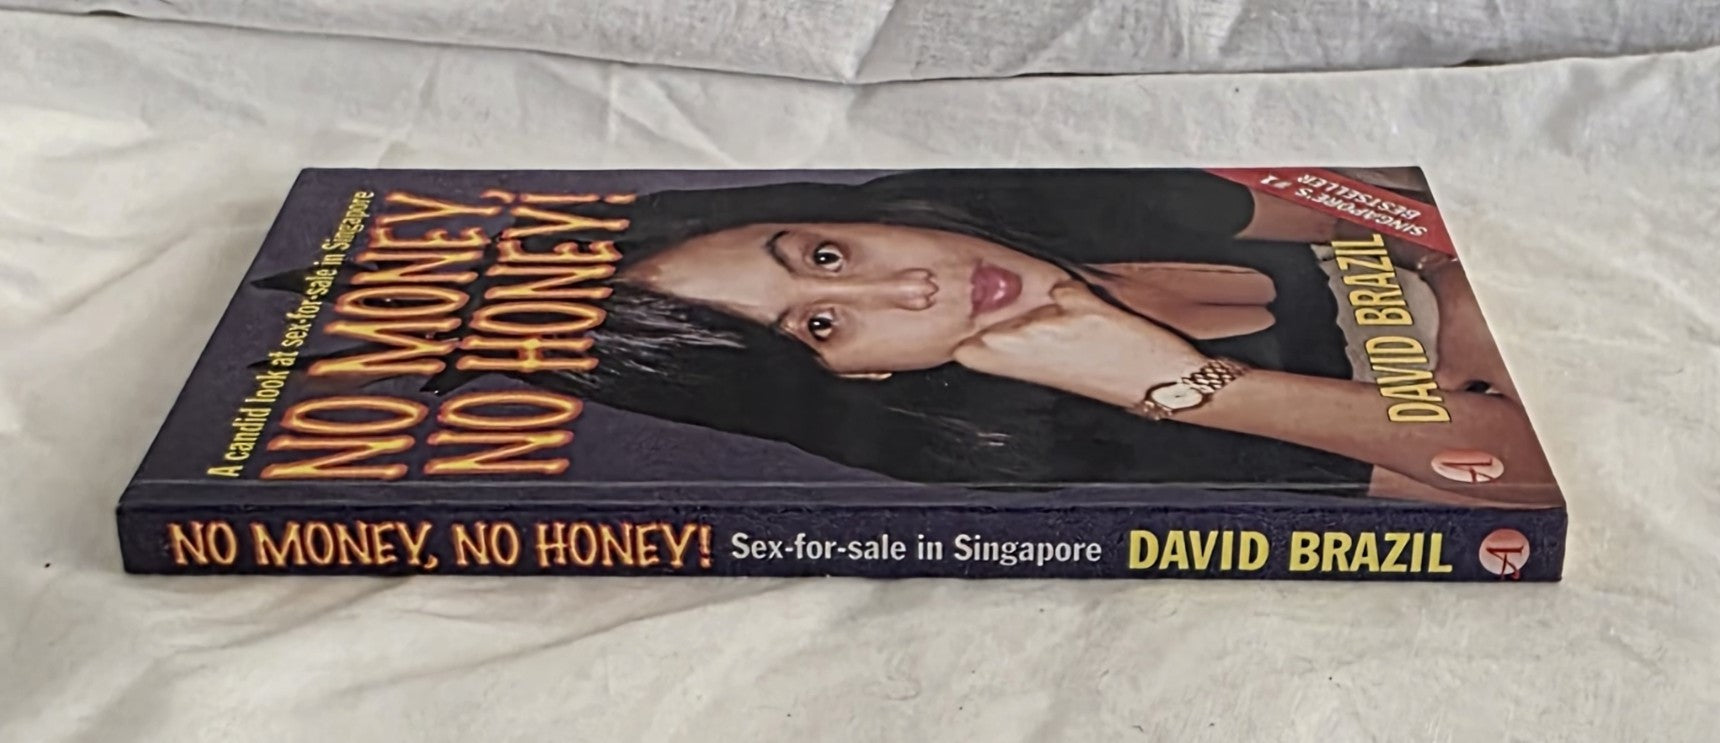 A candid look at sex-for-sale in Singapore
NO MONEY,
NO HONEY!
SINGAPORE'S #1
BESTSELLER
DAVID BRAZIL
NO MONEY, NO HONEY! Sex-for-sale in Singapore DAVID BRAZIL